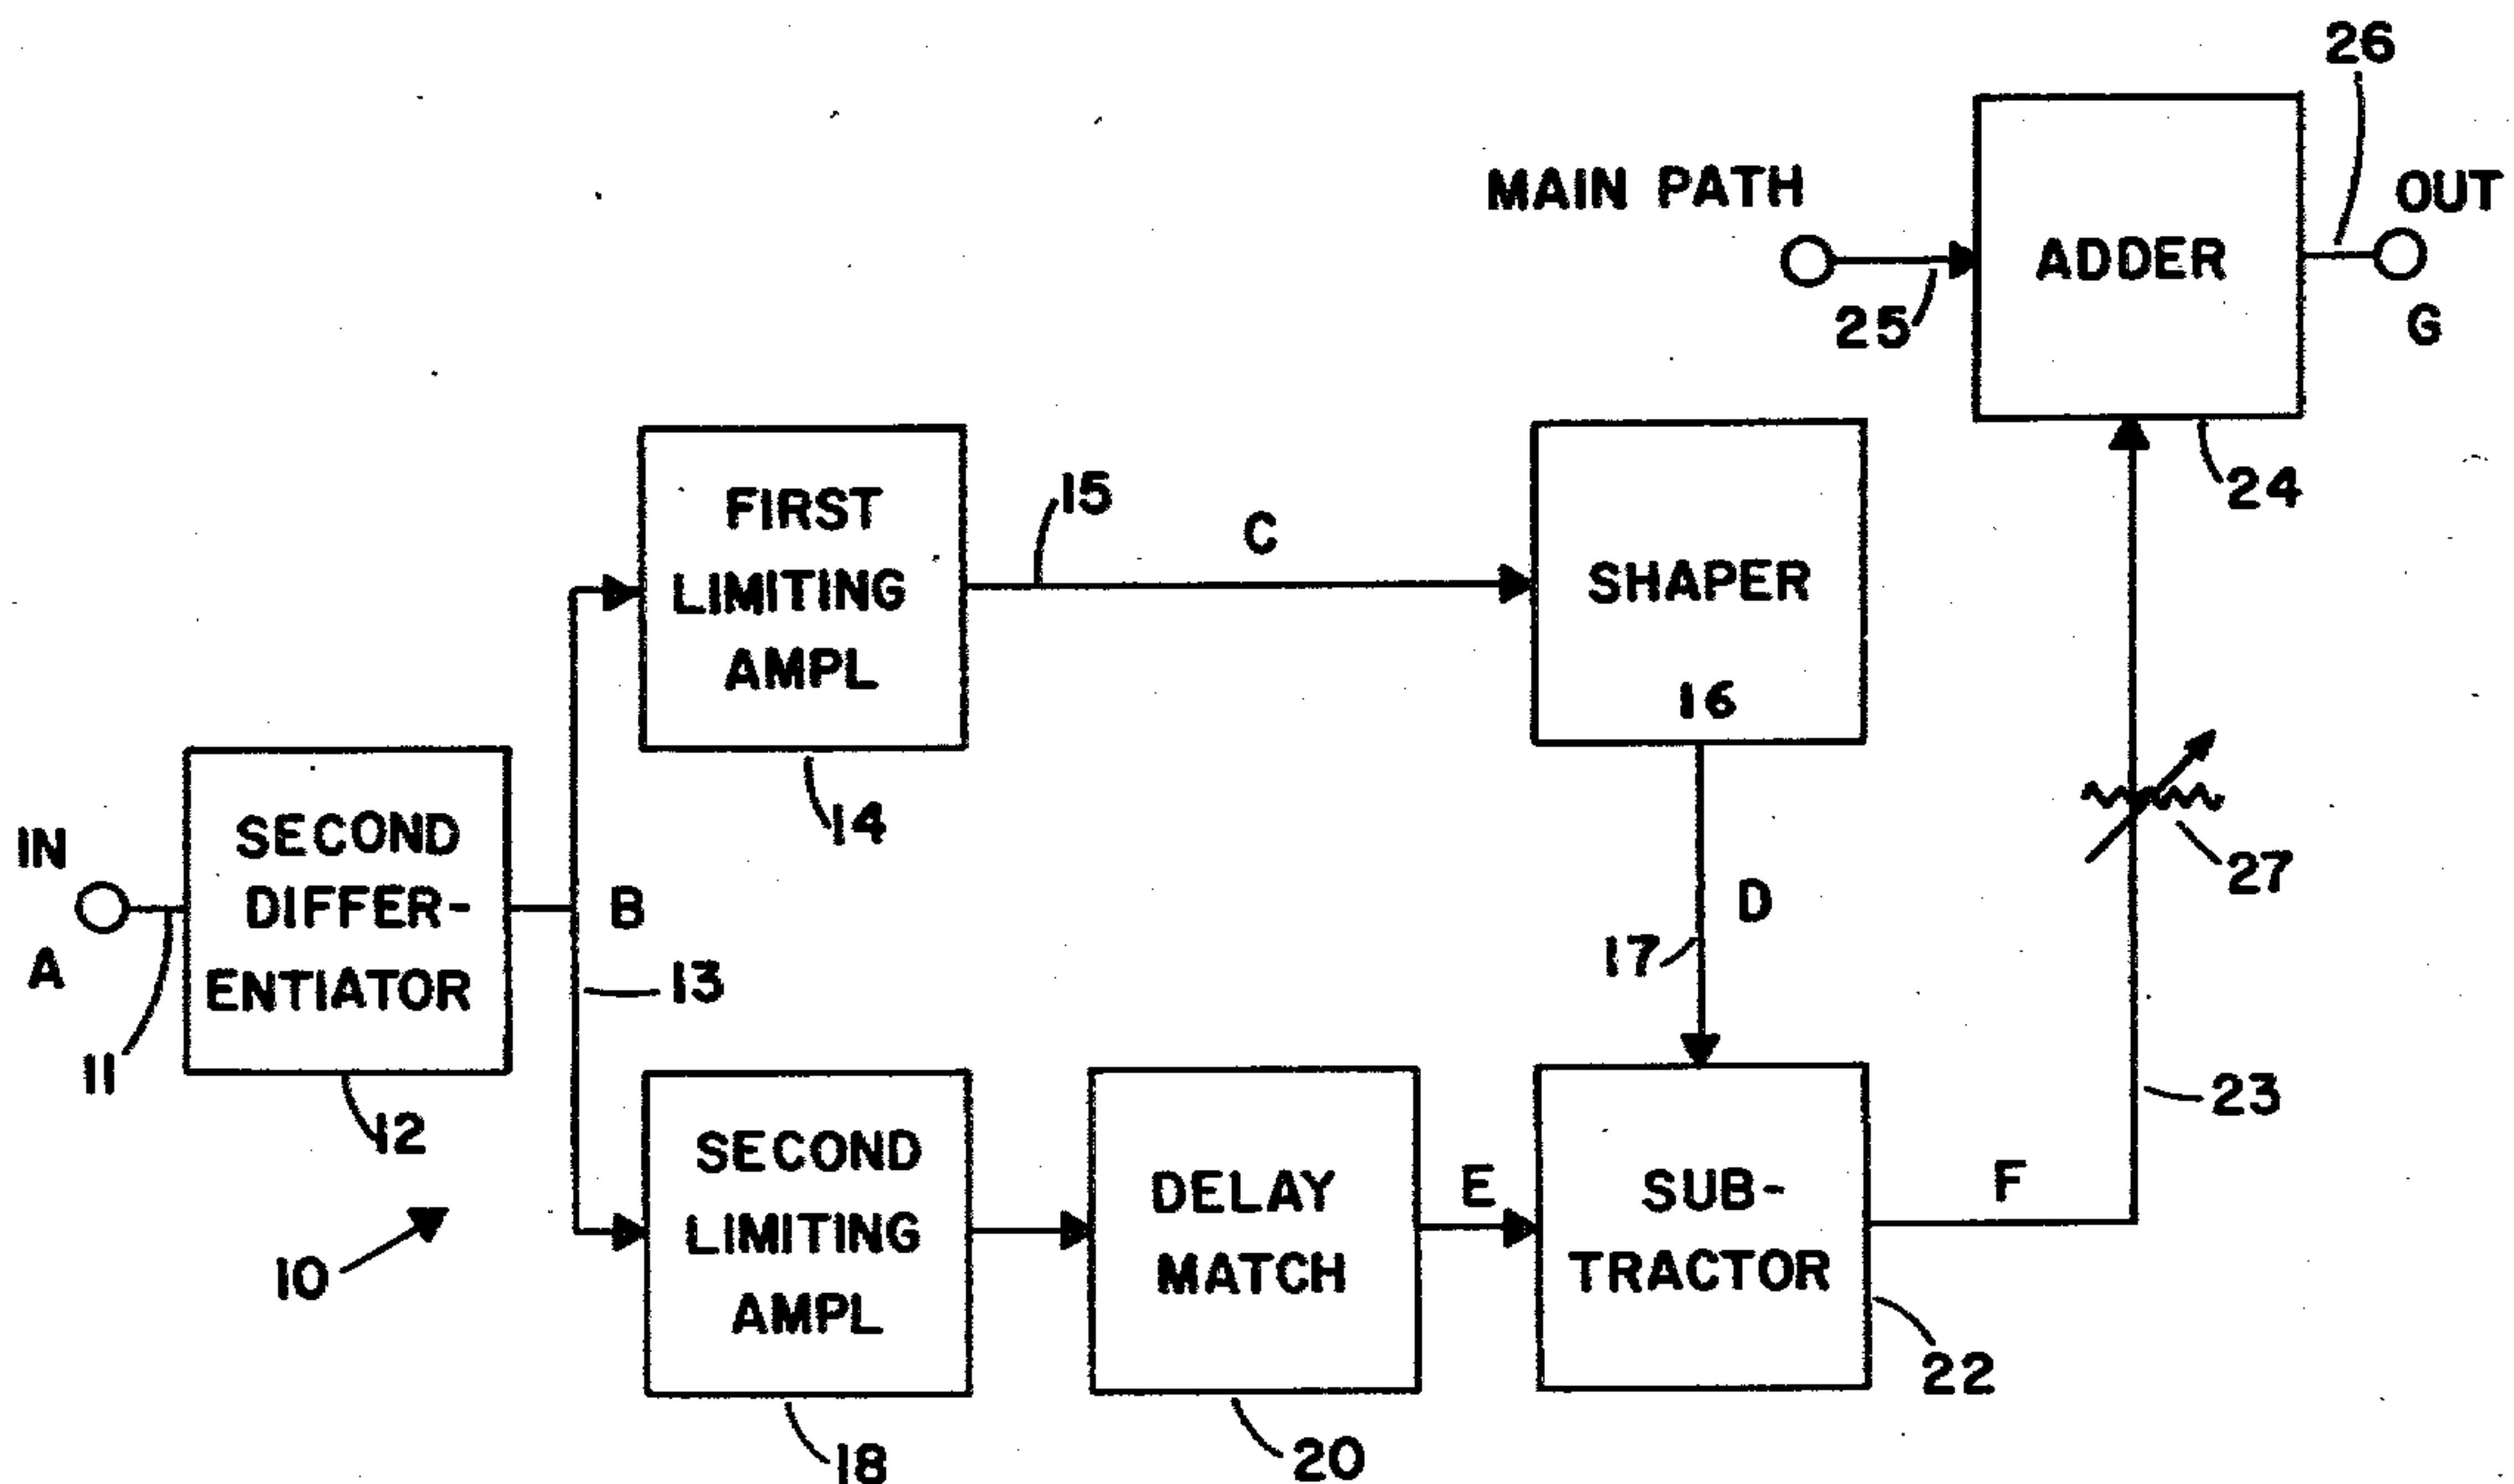 26
MAIN PATH
OUT
ADDER
25
G
24
FIRST
LIMITING
AMPL
14
15
C
SHAPER
16
IN
A
11
SECOND
DIFFER-
ENTIATOR
12
B
13
D
17
27
23
10
SECOND
LIMITING
AMPL
18
DELAY
MATCH
20
E
SUB-
TRACTOR
22
F